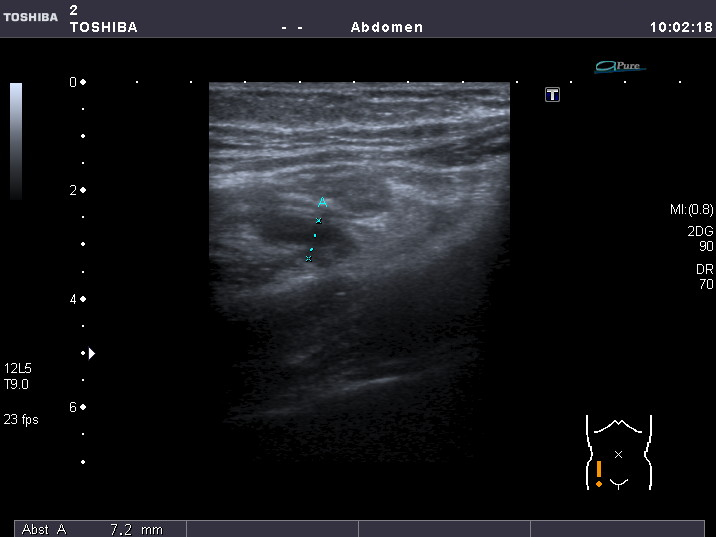 TOSHIBA
2
TOSHIBA - - Abdomen 10:02:18
aPure
T
0
2
4
6
A
MI:(0.8)
2DG
90
DR
70
12L5
T9.0
23 fps
Abst A 7.2 mm